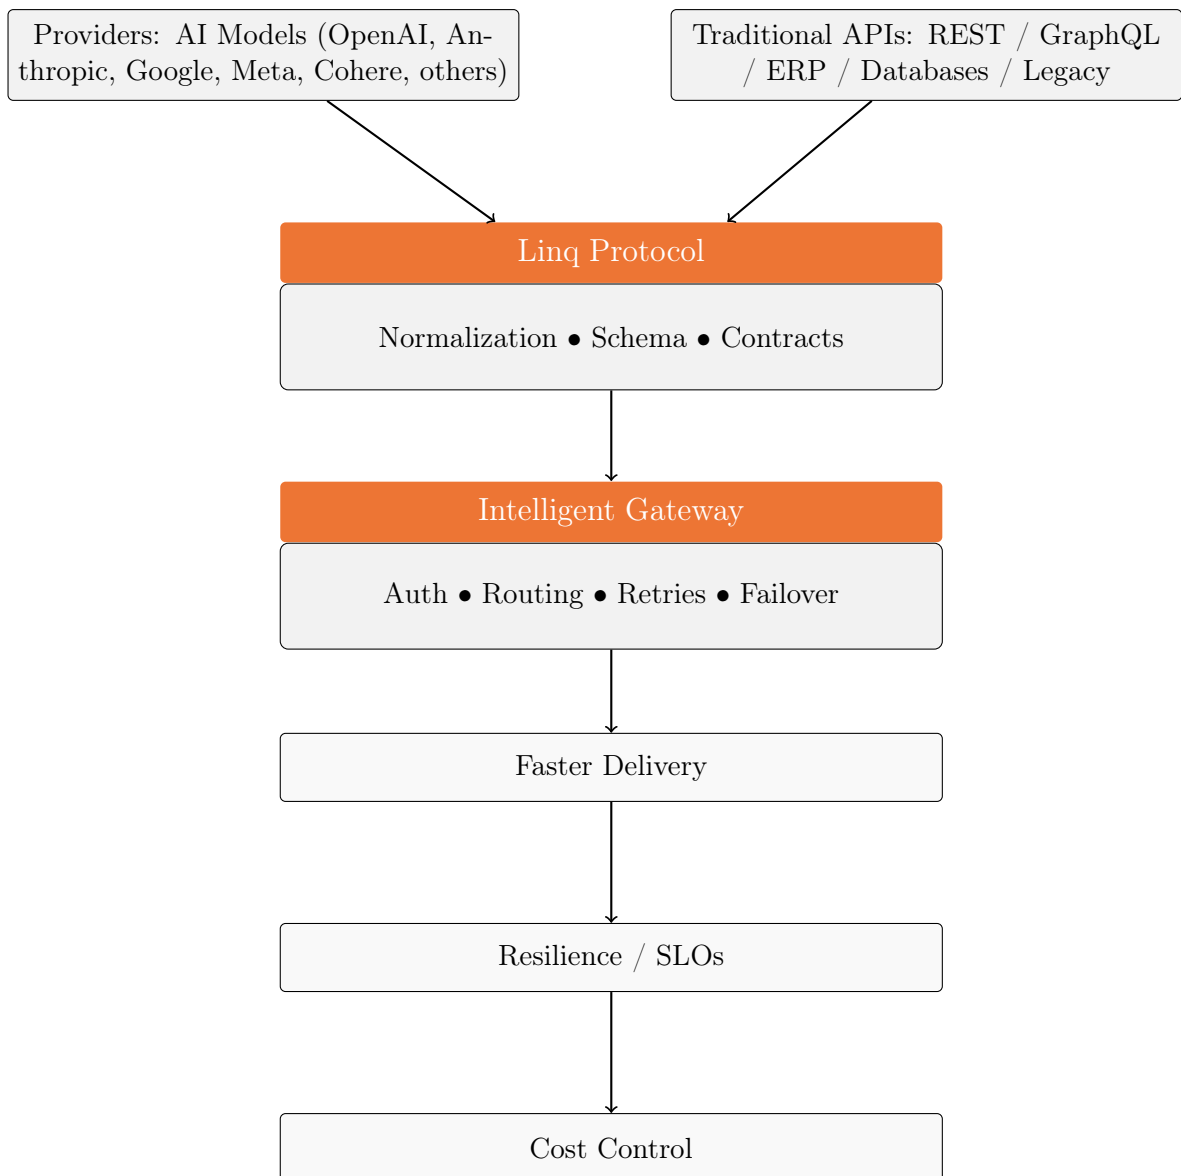 Providers: AI Models (OpenAI, An-
thropic, Google, Meta, Cohere, others)
Traditional APIs: REST / GraphQL
/ ERP / Databases / Legacy
Linq Protocol
Normalization • Schema • Contracts
Intelligent Gateway
Auth • Routing • Retries • Failover
Faster Delivery
Resilience / SLOs
Cost Control